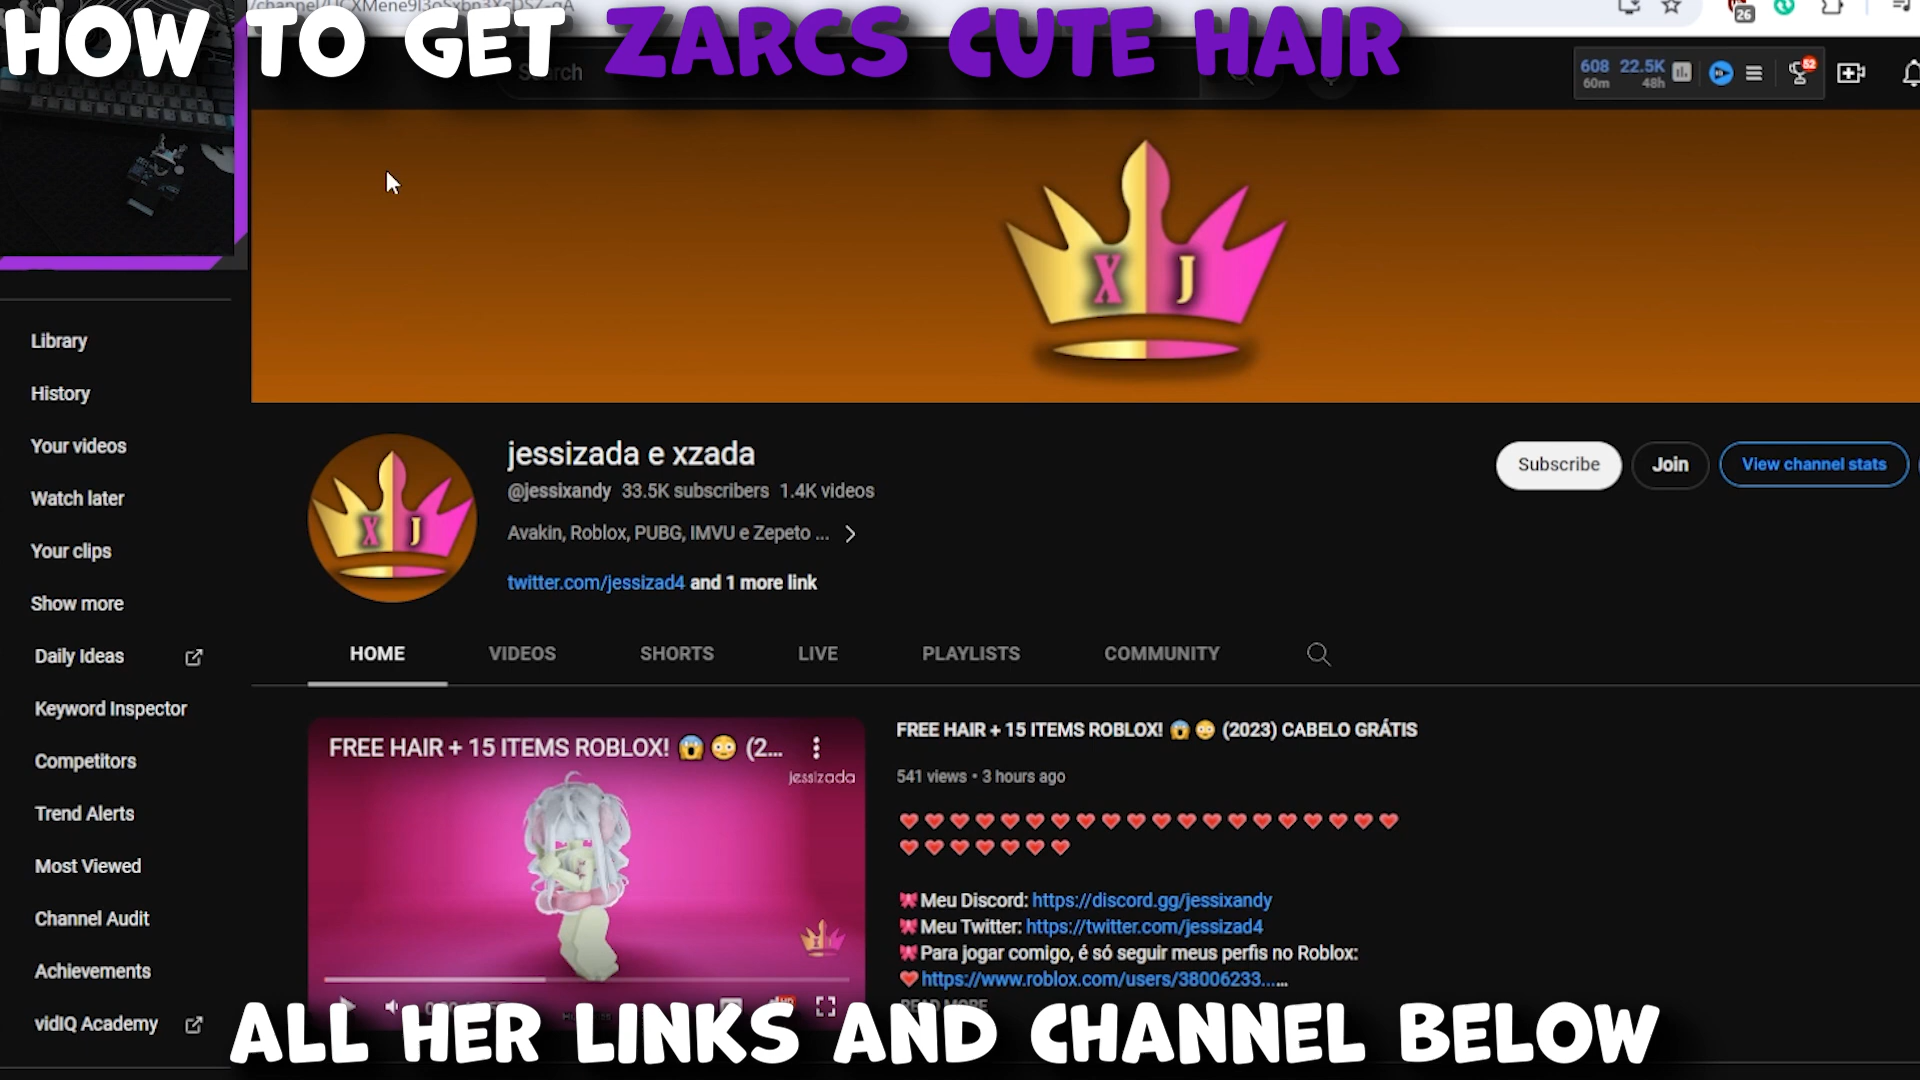 HOW TO GET ZARCS CUTE HAIR
Search
608 22.5K
60m 48h
52
26
X J
jessizada e xzada
@jessixandy 33.5K subscribers 1.4K videos
Avakin, Roblox, PUBG, IMVU e Zepeto ...
twitter.com/jessizad4 and 1 more link
Subscribe
Join
View channel stats
X J
Library
History
Your videos
Watch later
Your clips
Show more
Daily Ideas
Keyword Inspector
Competitors
Trend Alerts
Most Viewed
Channel Audit
Achievements
vidIQ Academy
HOME VIDEOS SHORTS LIVE PLAYLISTS COMMUNITY
FREE HAIR + 15 ITEMS ROBLOX! 😱 😳 (2...
jessizada
FREE HAIR + 15 ITEMS ROBLOX! 😱 😳 (2023) CABELO GRÁTIS
541 views • 3 hours ago
Meu Discord: https://discord.gg/jessixandy
Meu Twitter: https://twitter.com/jessizad4
Para jogar comigo, é só seguir meus perfis no Roblox:
https://www.roblox.com/users/38006233......
READ MORE
ALL HER LINKS AND CHANNEL BELOW